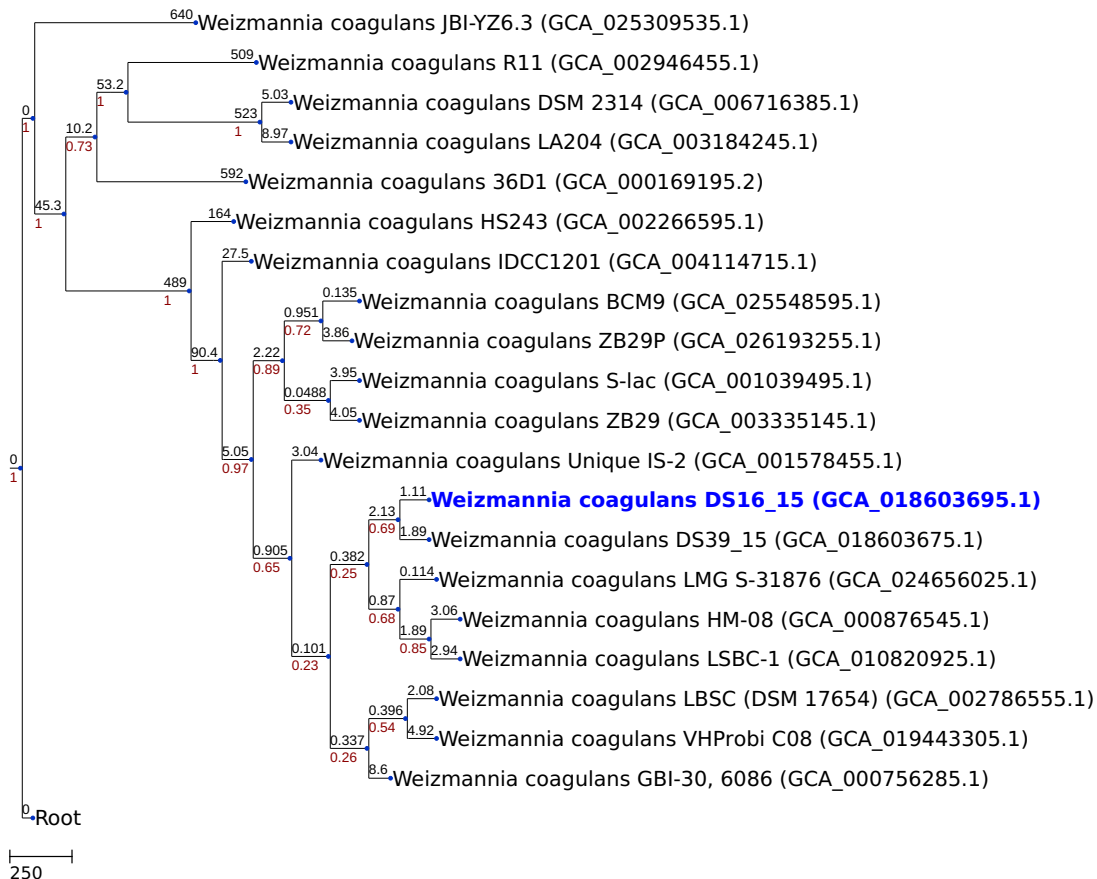 640 Weizmannia coagulans JBI-YZ6.3 (GCA_025309535.1)
509 Weizmannia coagulans R11 (GCA_002946455.1)
53.2
1
5.03 Weizmannia coagulans DSM 2314 (GCA_006716385.1)
0
1
523
1
10.2
0.73
8.97 Weizmannia coagulans LA204 (GCA_003184245.1)
592 Weizmannia coagulans 36D1 (GCA_000169195.2)
45.3
1
164 Weizmannia coagulans HS243 (GCA_002266595.1)
27.5 Weizmannia coagulans IDCC1201 (GCA_004114715.1)
489
1
0.135 Weizmannia coagulans BCM9 (GCA_025548595.1)
0.951
0.72
3.86 Weizmannia coagulans ZB29P (GCA_026193255.1)
90.4
1
2.22
0.89
3.95 Weizmannia coagulans S-lac (GCA_001039495.1)
0.0488
0.35
4.05 Weizmannia coagulans ZB29 (GCA_003335145.1)
0
1
5.05
0.97
3.04 Weizmannia coagulans Unique IS-2 (GCA_001578455.1)
1.11 Weizmannia coagulans DS16_15 (GCA_018603695.1)
2.13
0.69
1.89 Weizmannia coagulans DS39_15 (GCA_018603675.1)
0.905
0.65
0.382
0.25
0.114 Weizmannia coagulans LMG S-31876 (GCA_024656025.1)
0.87
0.68
3.06 Weizmannia coagulans HM-08 (GCA_000876545.1)
1.89
0.85
2.94 Weizmannia coagulans LSBC-1 (GCA_010820925.1)
0.101
0.23
2.08 Weizmannia coagulans LBSC (DSM 17654) (GCA_002786555.1)
0.396
0.54
4.92 Weizmannia coagulans VHProbi C08 (GCA_019443305.1)
0.337
0.26
8.6 Weizmannia coagulans GBI-30, 6086 (GCA_000756285.1)
0 Root
250